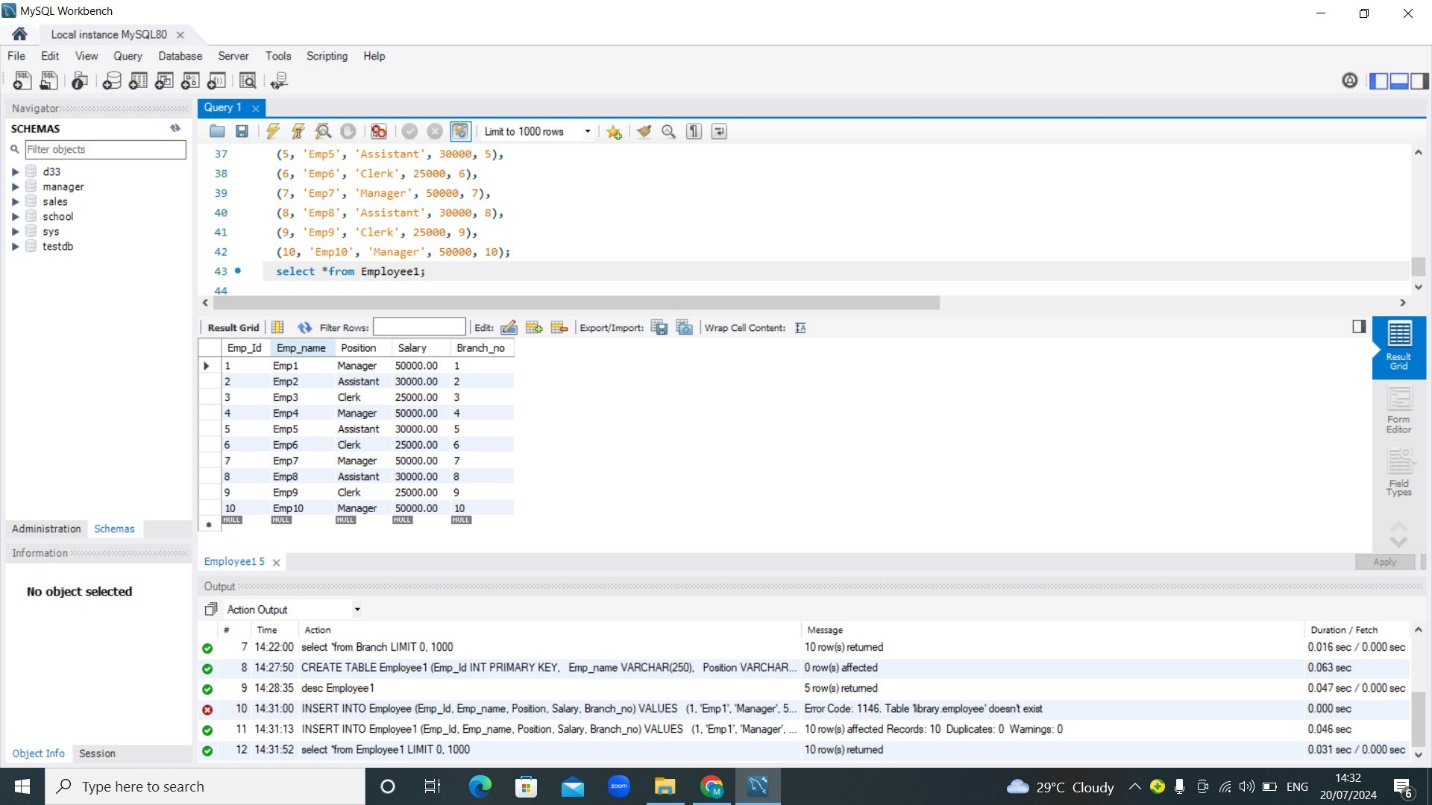 MySQL Workbench
Local instance MySQL80
File Edit View Query Database Server Tools Scripting Help
Navigator
SCHEMAS
Filter objects
d33
manager
sales
school
sys
testdb
Administration Schemas
Information
No object selected
Object Info Session
Query 1
Limit to 1000 rows
37 (5, 'Emp5', 'Assistant', 30000, 5),
38 (6, 'Emp6', 'Clerk', 25000, 6),
39 (7, 'Emp7', 'Manager', 50000, 7),
40 (8, 'Emp8', 'Assistant', 30000, 8),
41 (9, 'Emp9', 'Clerk', 25000, 9),
42 (10, 'Emp10', 'Manager', 50000, 10);
43 select *from Employee1;
44
Result Grid Filter Rows: Edit: Export/Import: Wrap Cell Content:
Emp_Id Emp_name Position Salary Branch_no
1 Emp1 Manager 50000.00 1
2 Emp2 Assistant 30000.00 2
3 Emp3 Clerk 25000.00 3
4 Emp4 Manager 50000.00 4
5 Emp5 Assistant 30000.00 5
6 Emp6 Clerk 25000.00 6
7 Emp7 Manager 50000.00 7
8 Emp8 Assistant 30000.00 8
9 Emp9 Clerk 25000.00 9
10 Emp10 Manager 50000.00 10
NULL NULL NULL NULL NULL
Result
Grid
Form
Editor
Field
Types
Employee1 5
Apply
Output
Action Output
# Time Action Message Duration / Fetch
7 14:22:00 select *from Branch LIMIT 0, 1000 10 row(s) returned 0.016 sec / 0.000 sec
8 14:27:50 CREATE TABLE Employee1 (Emp_Id INT PRIMARY KEY, Emp_name VARCHAR(250), Position VARCHAR... 0 row(s) affected 0.063 sec
9 14:28:35 desc Employee1 5 row(s) returned 0.047 sec / 0.000 sec
10 14:31:00 INSERT INTO Employee (Emp_Id, Emp_name, Position, Salary, Branch_no) VALUES (1, 'Emp1', 'Manager', 5... Error Code: 1146. Table 'library.employee' doesn't exist 0.000 sec
11 14:31:13 INSERT INTO Employee1 (Emp_Id, Emp_name, Position, Salary, Branch_no) VALUES (1, 'Emp1', 'Manager', ... 10 row(s) affected Records: 10 Duplicates: 0 Warnings: 0 0.046 sec
12 14:31:52 select *from Employee1 LIMIT 0, 1000 10 row(s) returned 0.031 sec / 0.000 sec
Type here to search
zoom
29°C Cloudy
ENG
14:32
20/07/2024
6